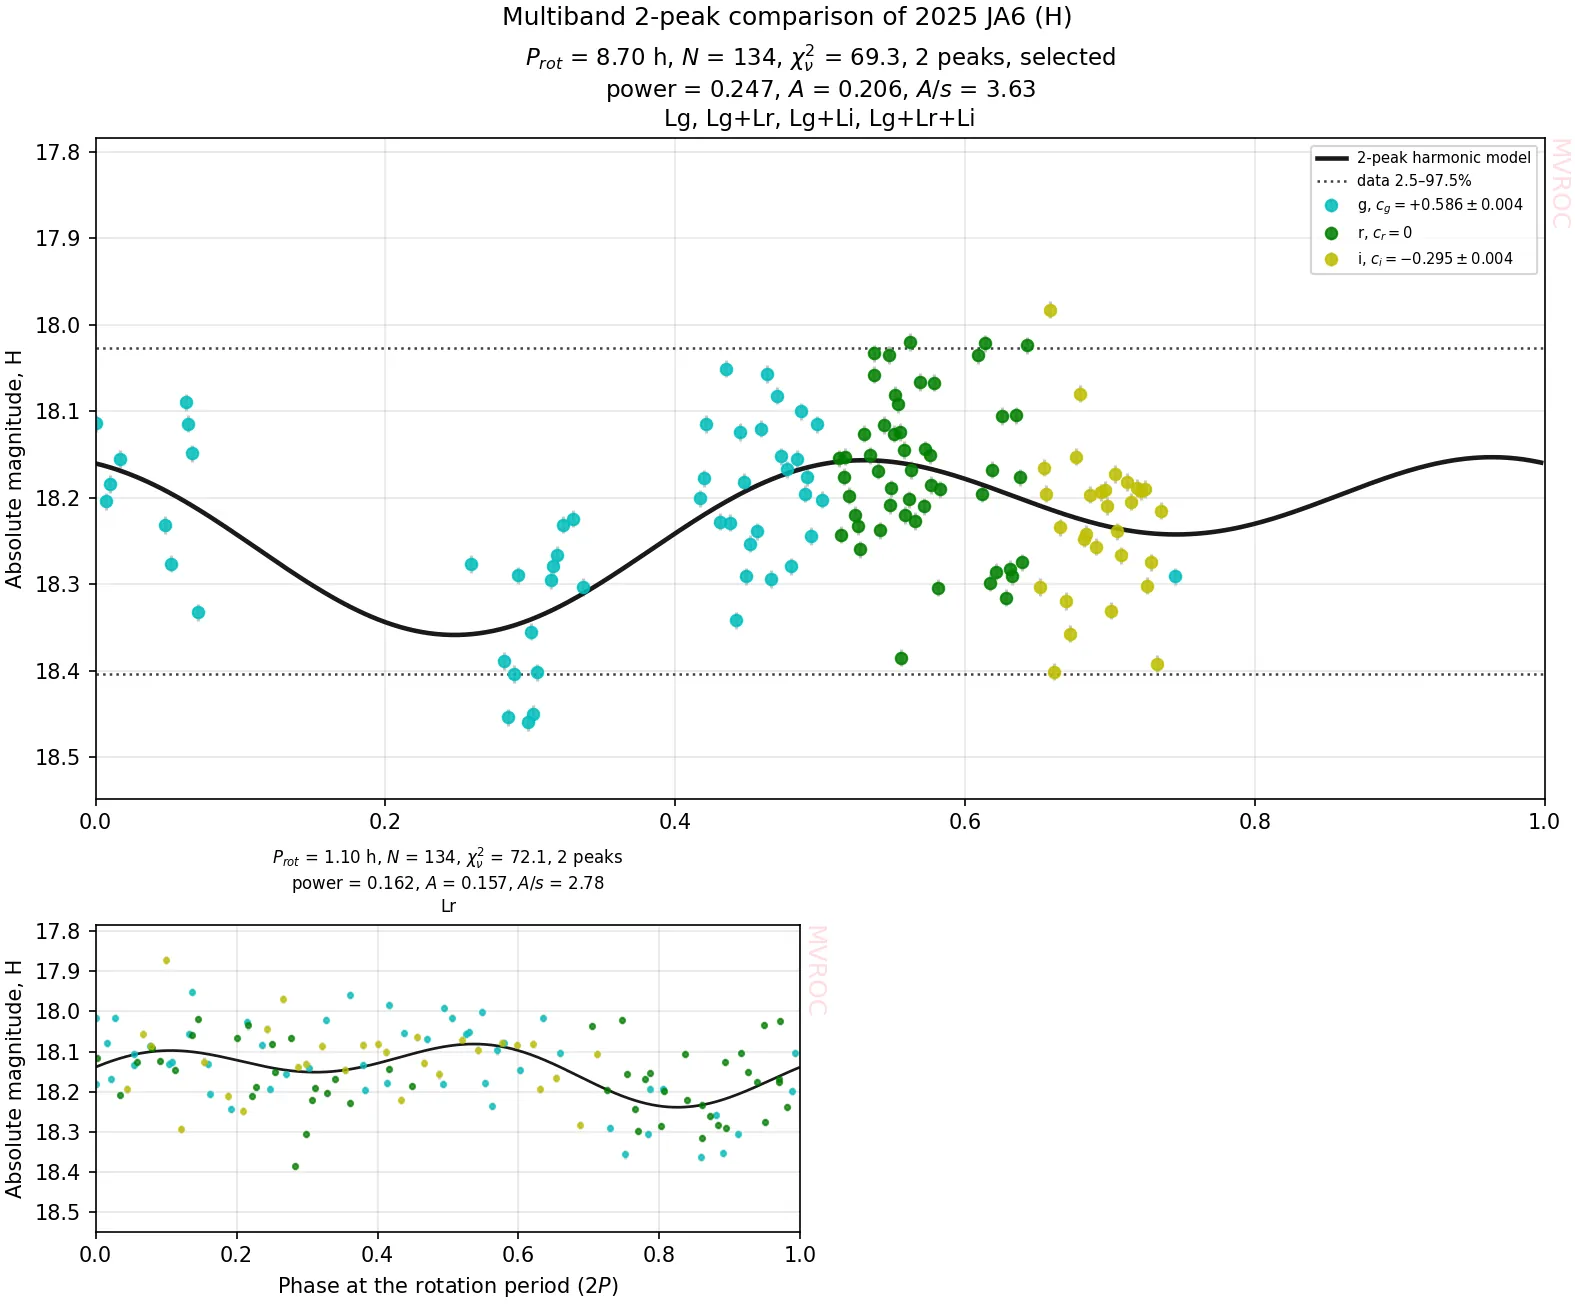 Multiband 2-peak comparison of 2025 JA6 (H)
P_rot = 8.70 h, N = 134, χ²_ν = 69.3, 2 peaks, selected
power = 0.247, A = 0.206, A/s = 3.63
Lg, Lg+Lr, Lg+Li, Lg+Lr+Li
Absolute magnitude, H
17.8
17.9
18.0
18.1
18.2
18.3
18.4
18.5
2-peak harmonic model
data 2.5–97.5%
g, c_g = +0.586 ± 0.004
r, c_r = 0
i, c_i = −0.295 ± 0.004
MVROC
0.0 0.2 0.4 0.6 0.8 1.0
P_rot = 1.10 h, N = 134, χ²_ν = 72.1, 2 peaks
power = 0.162, A = 0.157, A/s = 2.78
Lr
Absolute magnitude, H
17.8
17.9
18.0
18.1
18.2
18.3
18.4
18.5
MVROC
0.0 0.2 0.4 0.6 0.8 1.0
Phase at the rotation period (2P)